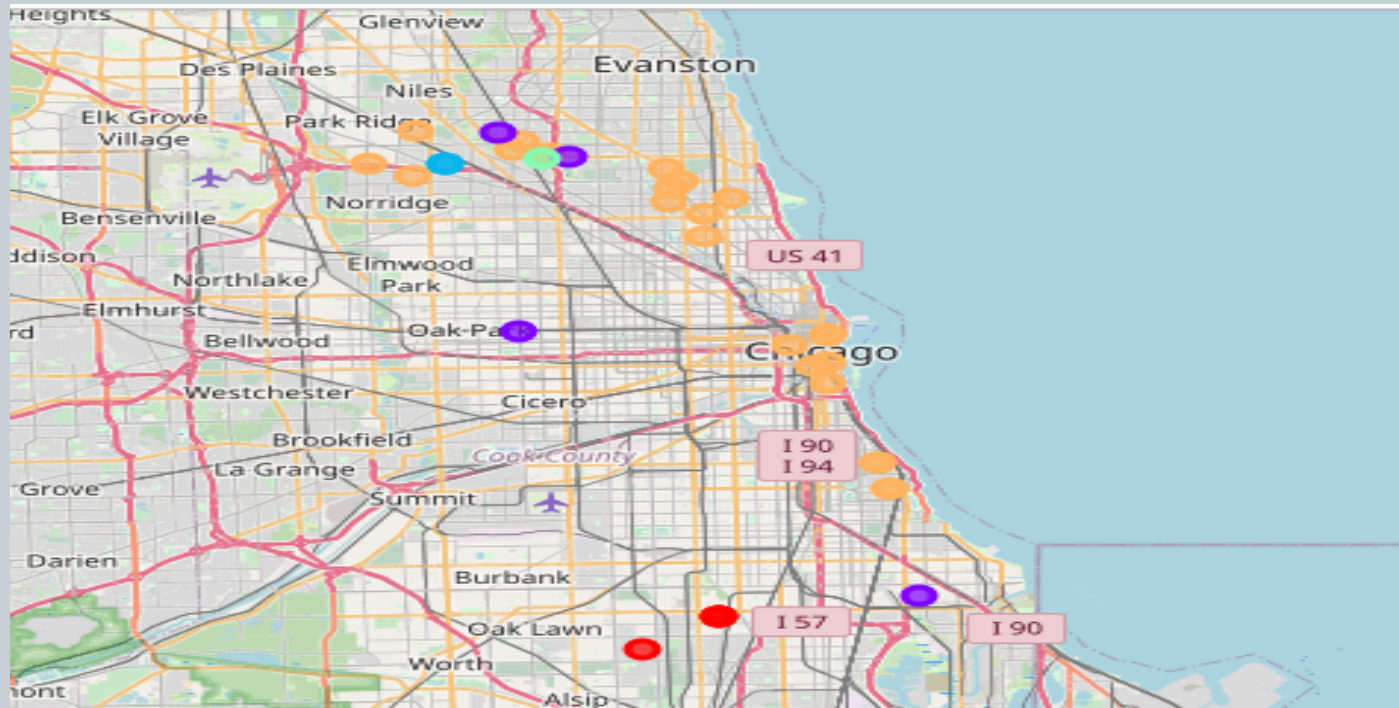 Heights
Glenview
Evanston
Des Plaines
Niles
Elk Grove
Village
Park Ridge
Norridge
Bensenville
US 41
ddison
Elmwood
Park
Northlake
Elmhurst
rd
Oak Park
Bellwood
Chicago
Westchester
Cicero
Brookfield
I 90
I 94
Cook County
La Grange
Grove
Summit
Darien
Burbank
I 57
I 90
Oak Lawn
Worth
mont
Alsip